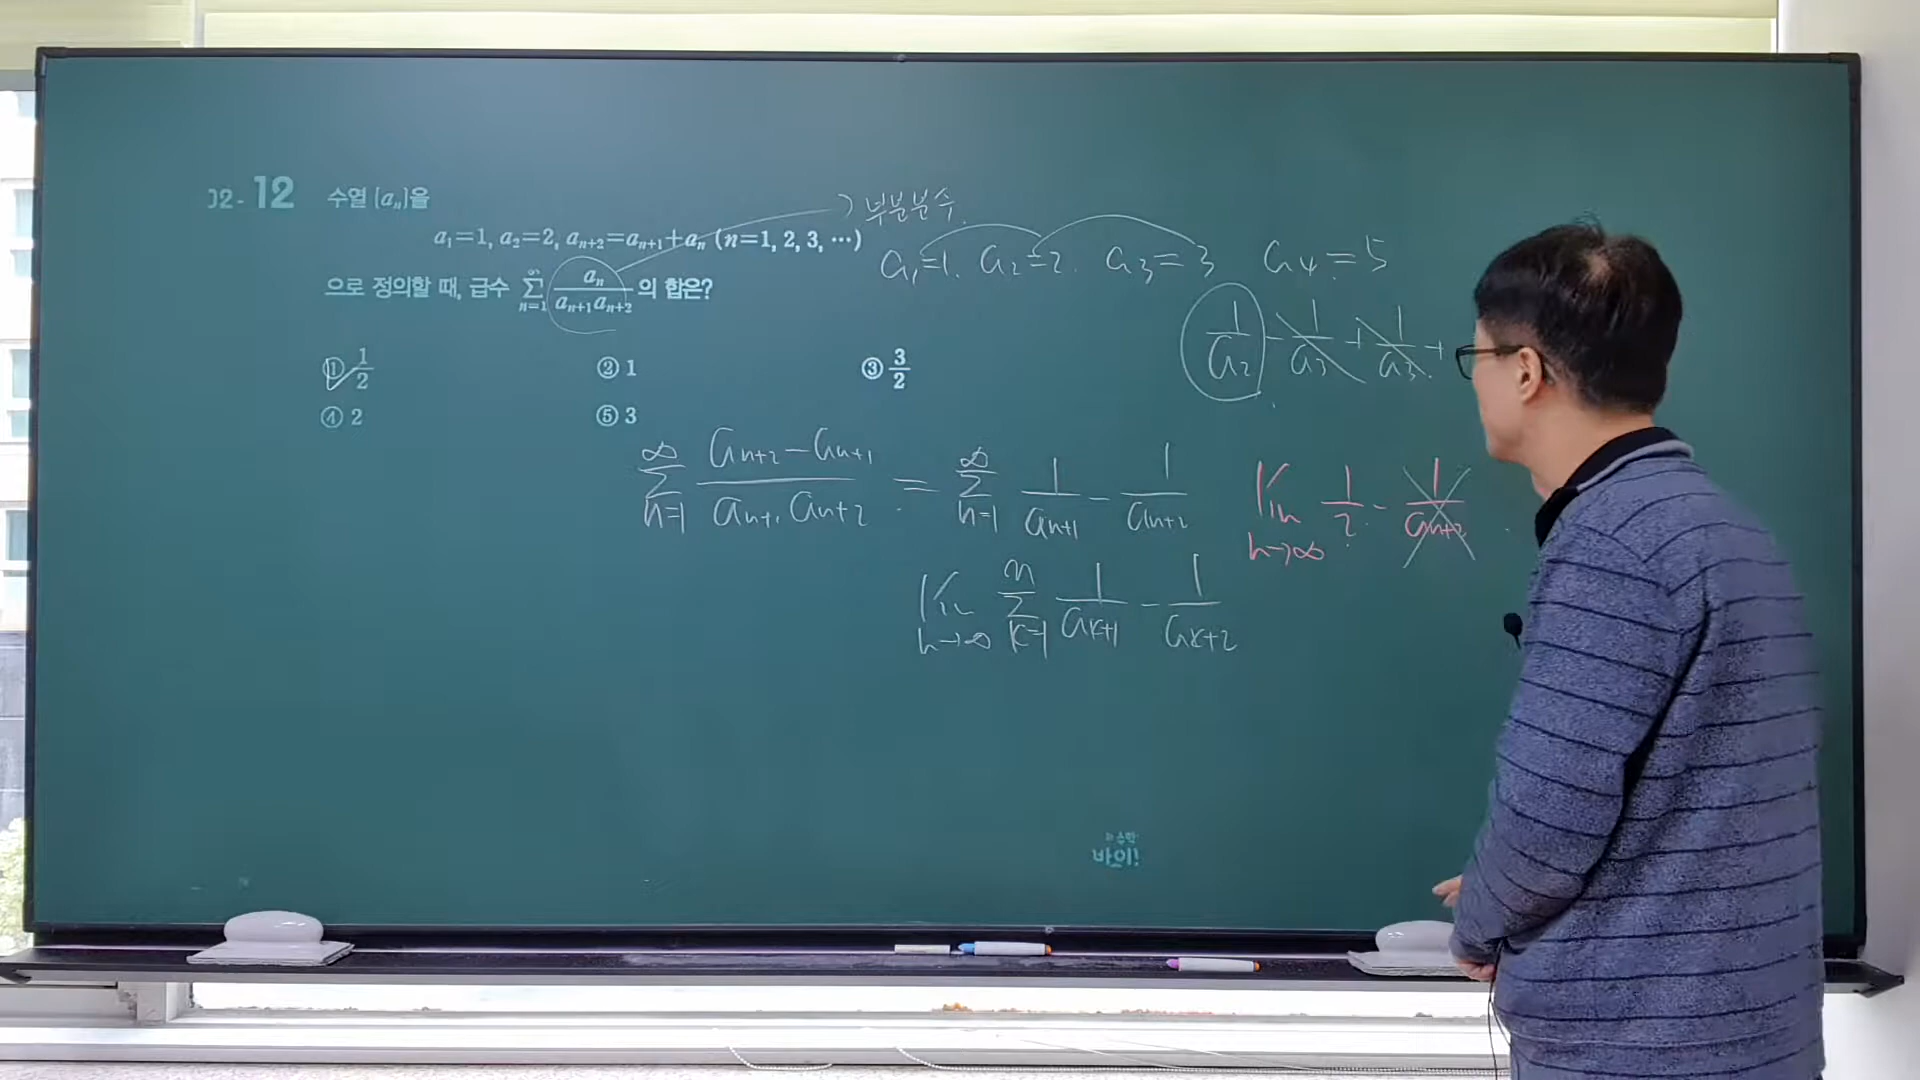 02-12 수열 {aₙ}을
a₁=1, a₂=2, aₙ₊₂=aₙ₊₁+aₙ (n=1, 2, 3, ⋯)
으로 정의할 때, 급수 ∑_{n=1}^{∞} aₙ/(aₙ₊₁aₙ₊₂) 의 합은?
① 1/2 ② 1 ③ 3/2
④ 2 ⑤ 3
부분분수
a₁=1. a₂=2. a₃=3 a₄=5
1/a₂ - 1/a₃ + 1/a₃ +
∑_{n=1}^{∞} (aₙ₊₂-aₙ₊₁)/(aₙ₊₁aₙ₊₂) = ∑_{n=1}^{∞} 1/aₙ₊₁ - 1/aₙ₊₂
lim_{n→∞} 1/2 - 1/aₙ₊₂
lim_{n→∞} ∑_{k=1}^{n} 1/aₖ₊₁ - 1/aₖ₊₂
바이!